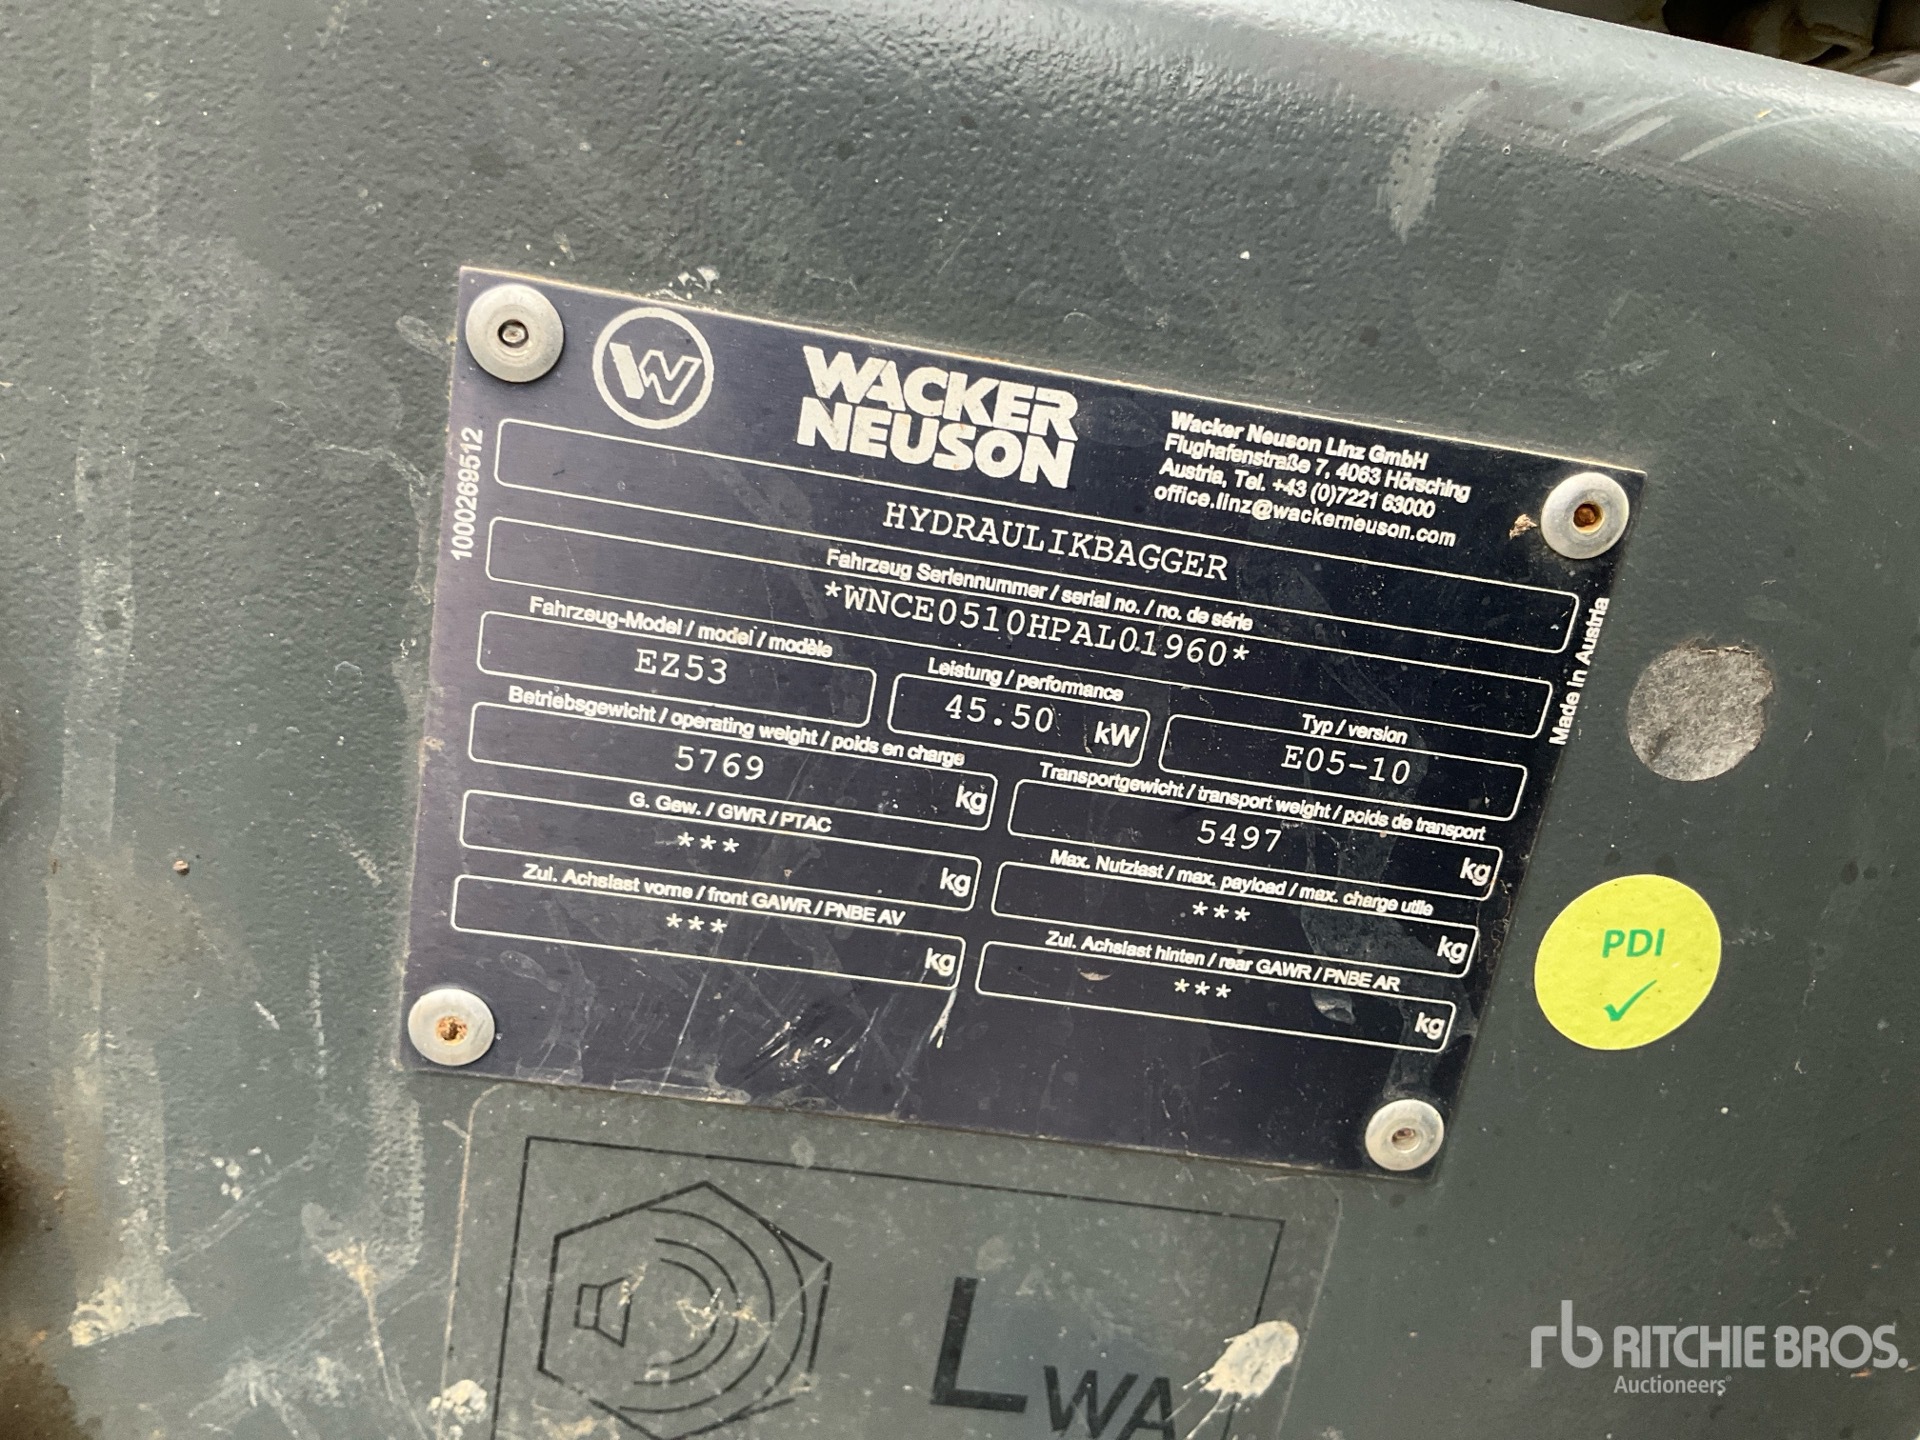 WACKER
NEUSON
Wacker Neuson Linz GmbH
Flughafenstraße 7, 4063 Hörsching
Austria, Tel. +43 (0)7221 63000
office.linz@wackerneuson.com
1000269512
HYDRAULIKBAGGER
Fahrzeug Seriennummer / serial no. / no. de série
*WNCE0510HPAL01960*
Fahrzeug-Model / model / modèle
EZ53
Leistung / performance
45.50 kW
Typ / version
E05-10
Made in Austria
Betriebsgewicht / operating weight / poids en charge
5769 kg
Transportgewicht / transport weight / poids de transport
5497 kg
G. Gew. / GWR / PTAC
*** kg
Max. Nutzlast / max. payload / max. charge utile
*** kg
Zul. Achslast vorne / front GAWR / PNBE AV
*** kg
Zul. Achslast hinten / rear GAWR / PNBE AR
*** kg
PDI
LWA
rb RITCHIE BROS.
Auctioneers